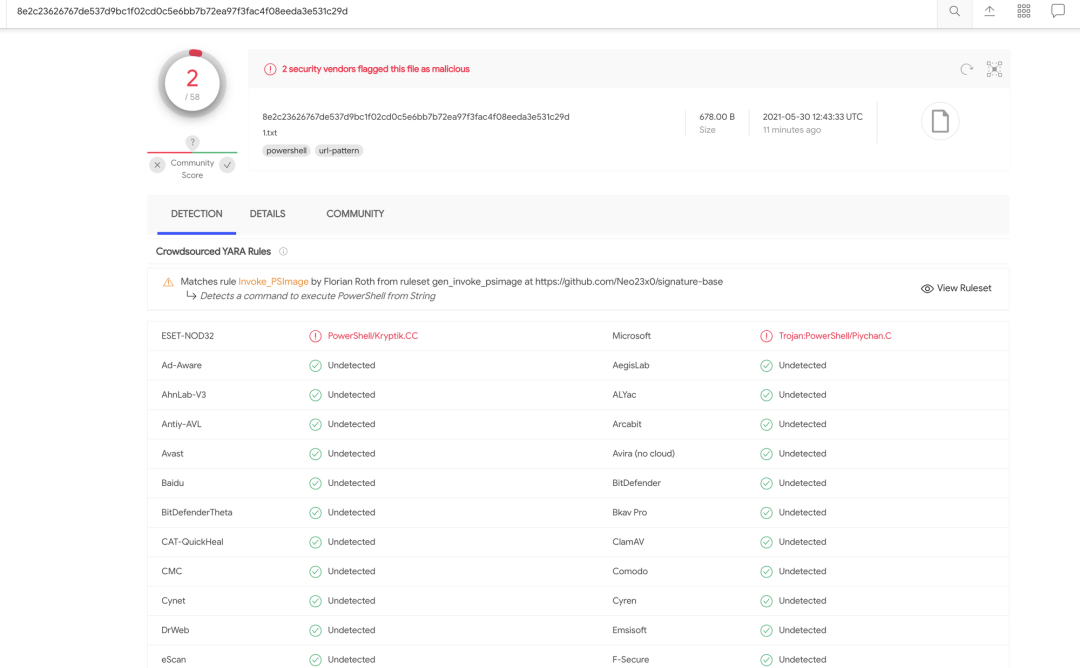 8e2c23626767de537d9bc1f02cd0c5e6bb7b72ea97f3fac4f08eeda3e531c29d
2
/ 58
?
Community
Score
2 security vendors flagged this file as malicious
8e2c23626767de537d9bc1f02cd0c5e6bb7b72ea97f3fac4f08eeda3e531c29d
1.txt
powershell url-pattern
678.00 B
Size
2021-05-30 12:43:33 UTC
11 minutes ago
DETECTION DETAILS COMMUNITY
Crowdsourced YARA Rules
Matches rule Invoke_PSImage by Florian Roth from ruleset gen_invoke_psimage at https://github.com/Neo23x0/signature-base
Detects a command to execute PowerShell from String
View Ruleset
ESET-NOD32 PowerShell/Kryptik.CC Microsoft Trojan:PowerShell/Piychan.C
Ad-Aware Undetected AegisLab Undetected
AhnLab-V3 Undetected ALYac Undetected
Antiy-AVL Undetected Arcabit Undetected
Avast Undetected Avira (no cloud) Undetected
Baidu Undetected BitDefender Undetected
BitDefenderTheta Undetected Bkav Pro Undetected
CAT-QuickHeal Undetected ClamAV Undetected
CMC Undetected Comodo Undetected
Cynet Undetected Cyren Undetected
DrWeb Undetected Emsisoft Undetected
eScan Undetected F-Secure Undetected